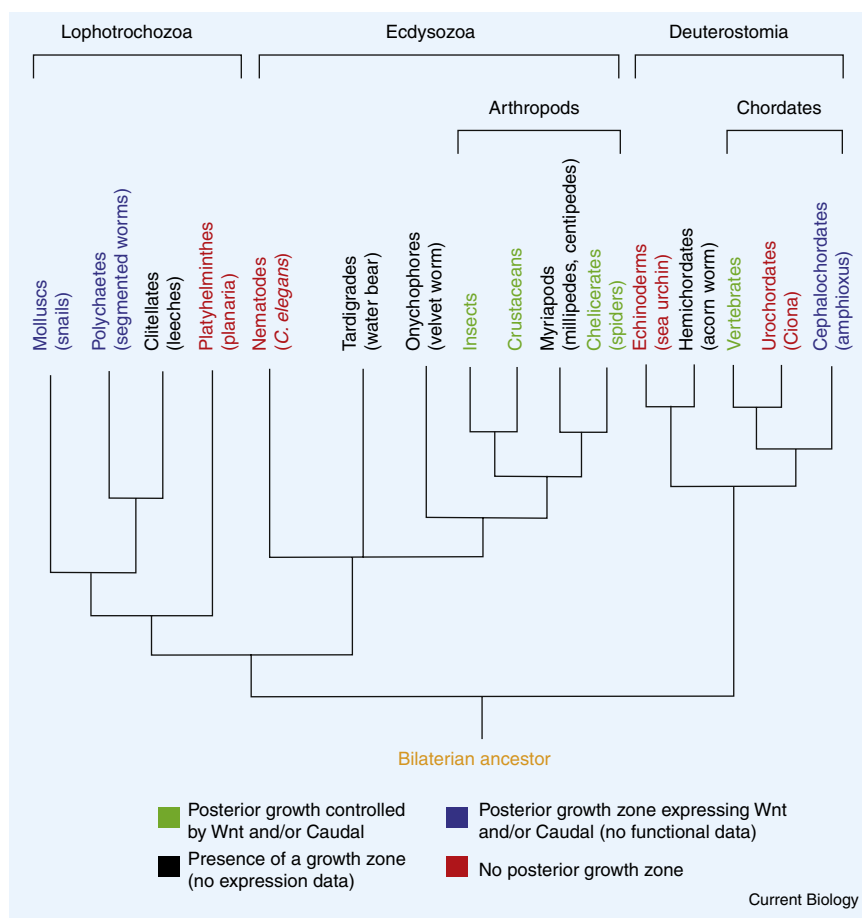 Lophotrochozoa
Ecdysozoa
Deuterostomia
Arthropods
Chordates
Molluscs
(snails)
Polychaetes
(segmented worms)
Clitellates
(leeches)
Platyhelminthes
(planaria)
Nematodes
(C. elegans)
Tardigrades
(water bear)
Onychophores
(velvet worm)
Insects
Crustaceans
Myriapods
(millipedes, centipedes)
Chelicerates
(spiders)
Echinoderms
(sea urchin)
Hemichordates
(acorn worm)
Vertebrates
Urochordates
(Ciona)
Cephalochordates
(amphioxus)
Bilaterian ancestor
Posterior growth controlled
by Wnt and/or Caudal
Presence of a growth zone
(no expression data)
Posterior growth zone expressing Wnt
and/or Caudal (no functional data)
No posterior growth zone
Current Biology